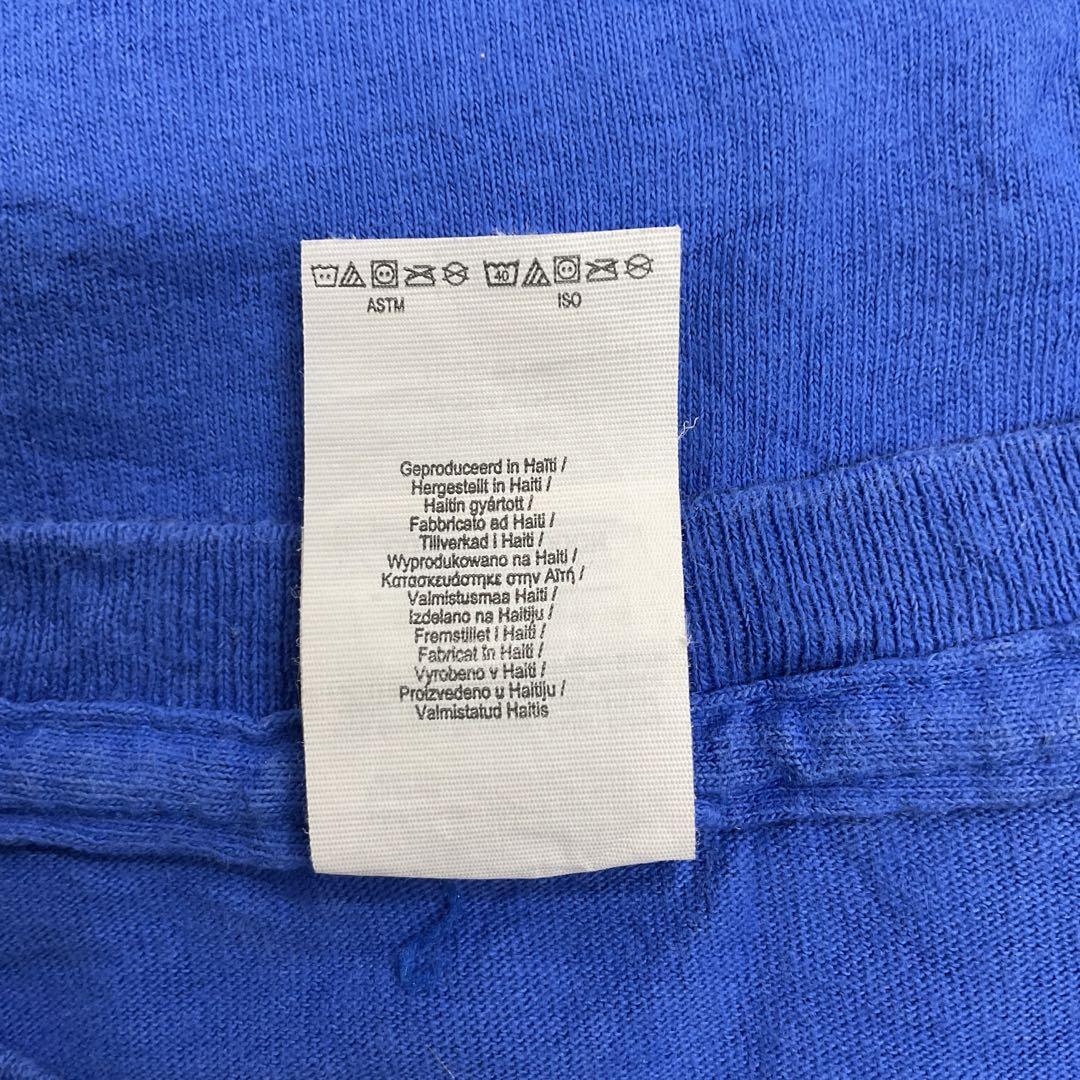 40
ASTM ISO
Geproduceerd in Haïti /
Hergestellt in Haiti /
Haitin gyártott /
Fabbricato ad Haiti /
Tillverkad i Haiti /
Wyprodukowano na Haiti /
Κατασκευάστηκε στην Αϊτή /
Valmistusmaa Haiti /
Izdelano na Haitiju /
Fremstillet i Haiti /
Fabricat în Haiti /
Vyrobeno v Haiti /
Proizvedeno u Haitiju /
Valmistatud Haitis